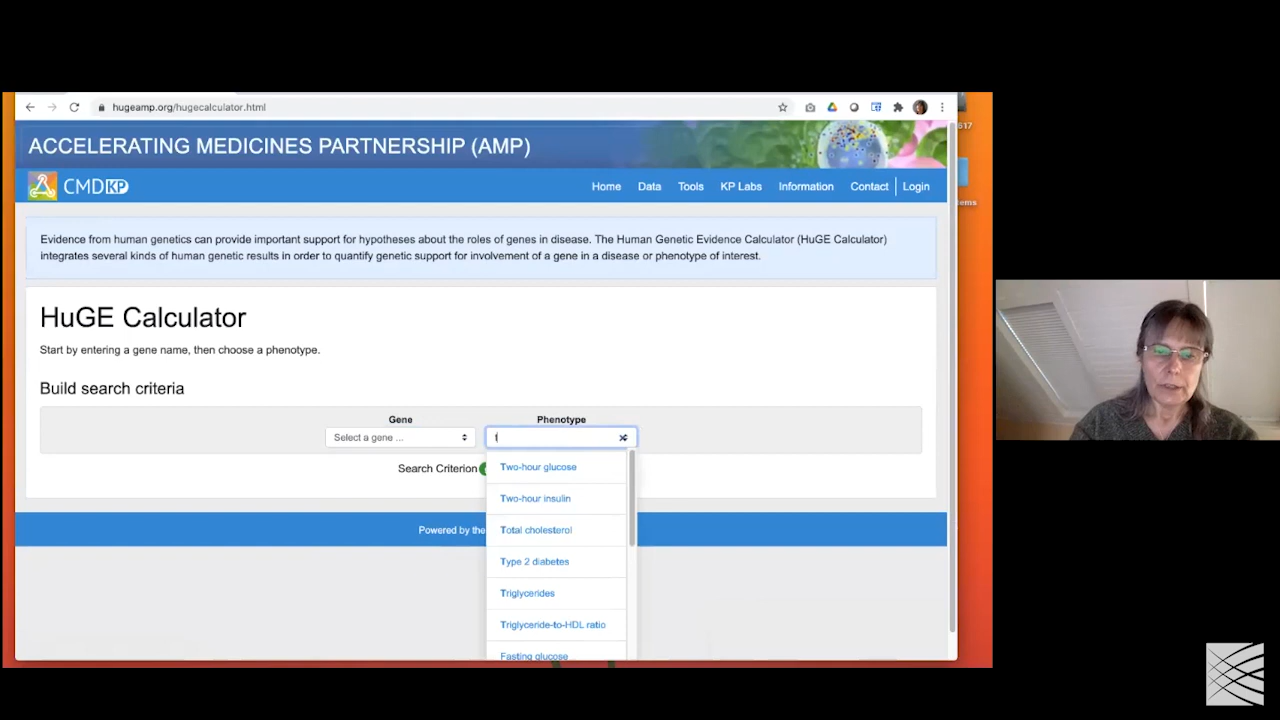 hugeamp.org/hugecalculator.html
617
ACCELERATING MEDICINES PARTNERSHIP (AMP)
CMDKP
Home Data Tools KP Labs Information Contact Login
Evidence from human genetics can provide important support for hypotheses about the roles of genes in disease. The Human Genetic Evidence Calculator (HuGE Calculator)
integrates several kinds of human genetic results in order to quantify genetic support for involvement of a gene in a disease or phenotype of interest.
HuGE Calculator
Start by entering a gene name, then choose a phenotype.
Build search criteria
Gene Phenotype
Select a gene ... t
Search Criterion
Two-hour glucose
Two-hour insulin
Total cholesterol
Powered by the
Type 2 diabetes
Triglycerides
Triglyceride-to-HDL ratio
Fasting glucose